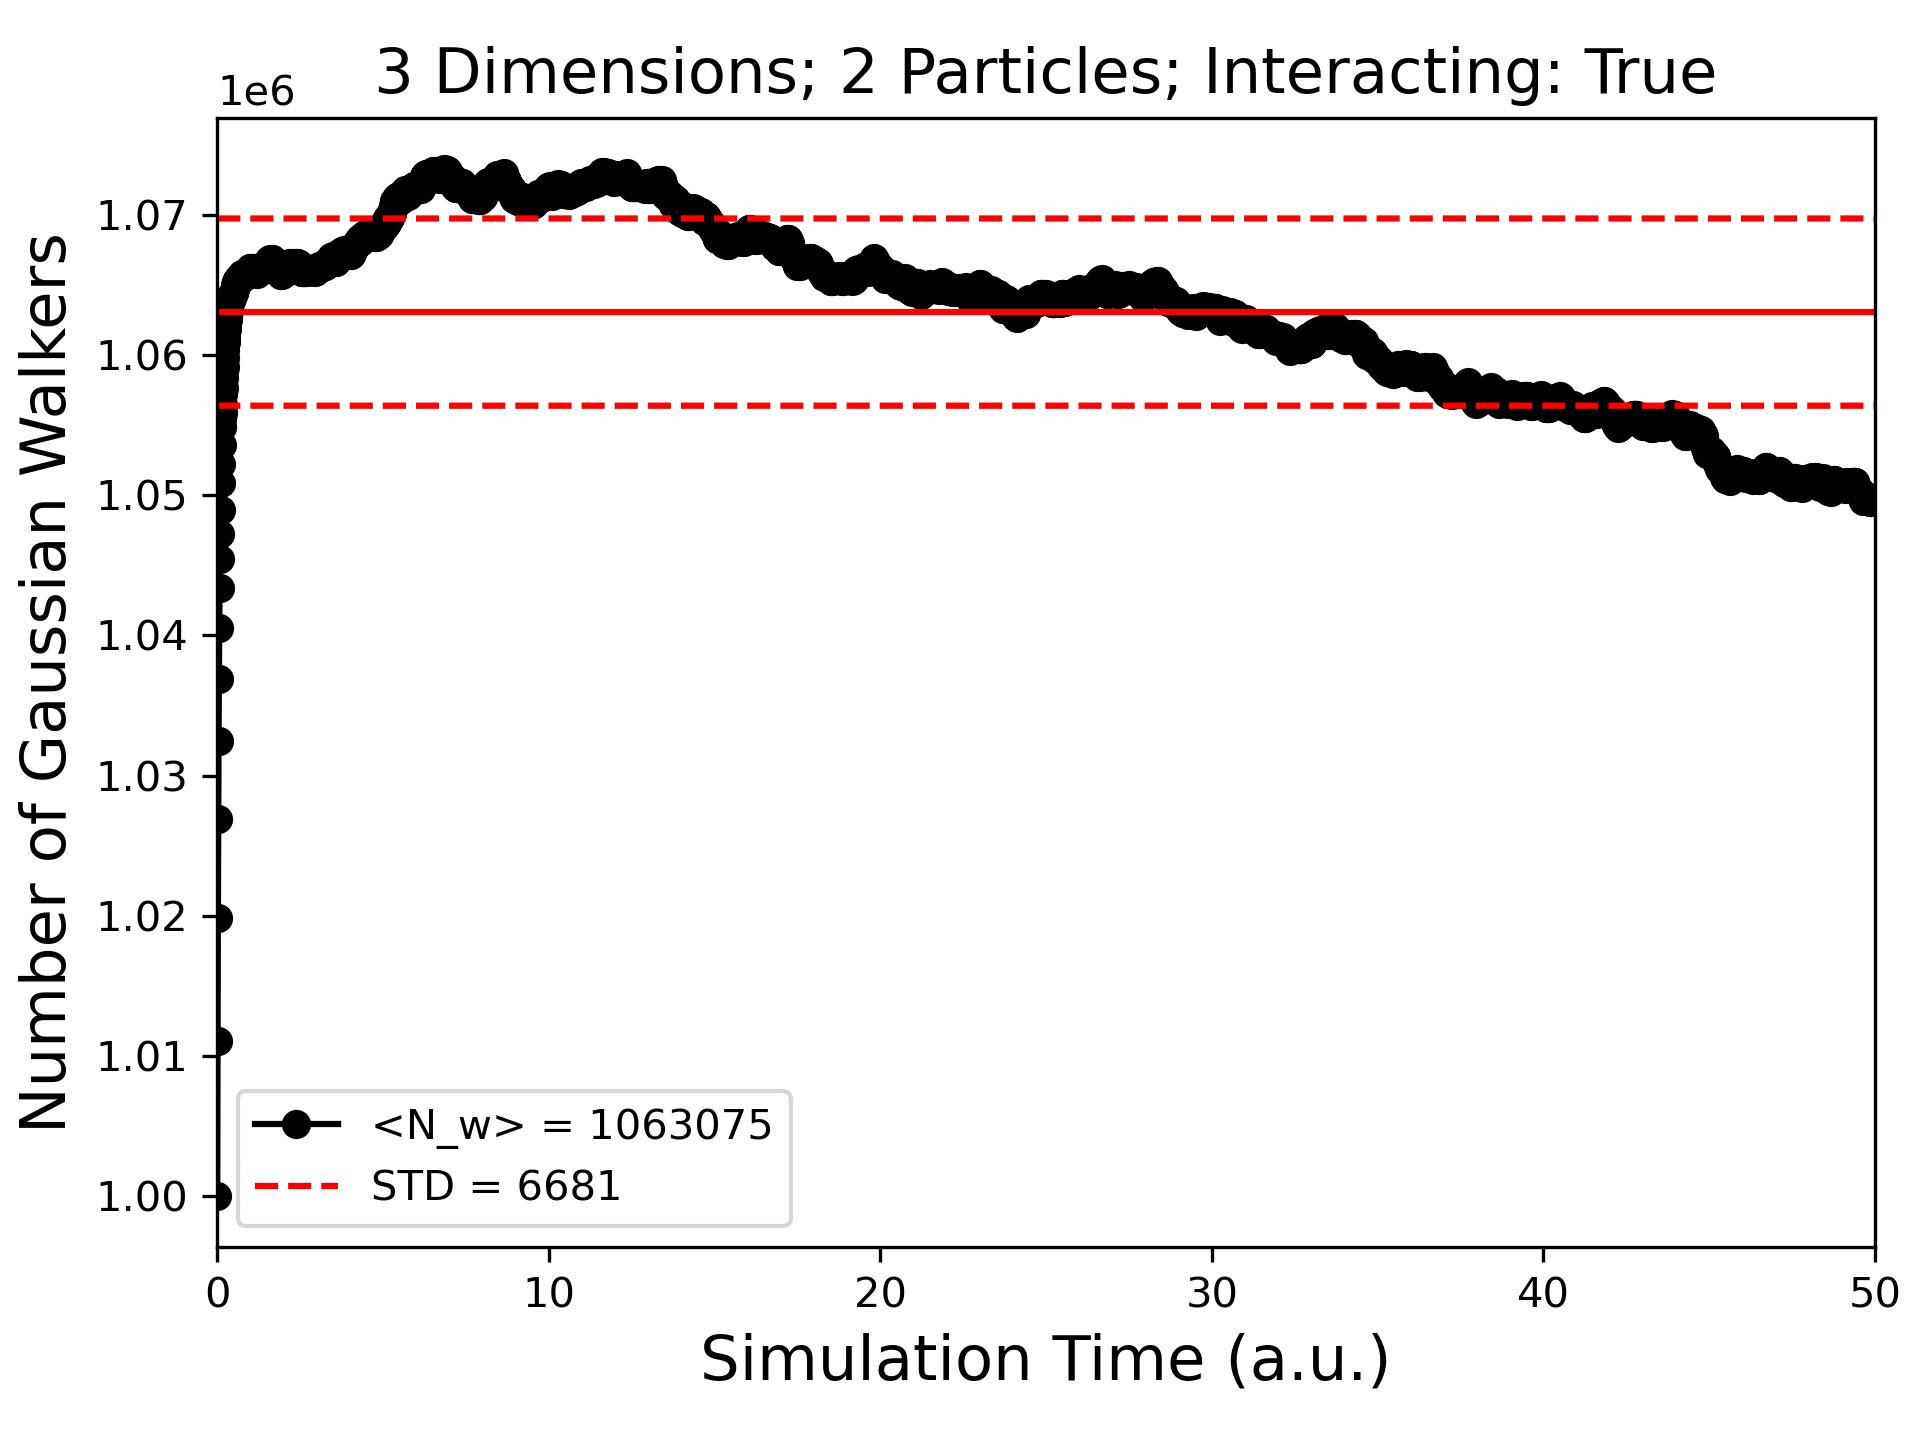 3 Dimensions; 2 Particles; Interacting: True
1e6
Number of Gaussian Walkers
1.07
1.06
1.05
1.04
1.03
1.02
1.01
1.00
<N_w> = 1063075
STD = 6681
0 10 20 30 40 50
Simulation Time (a.u.)